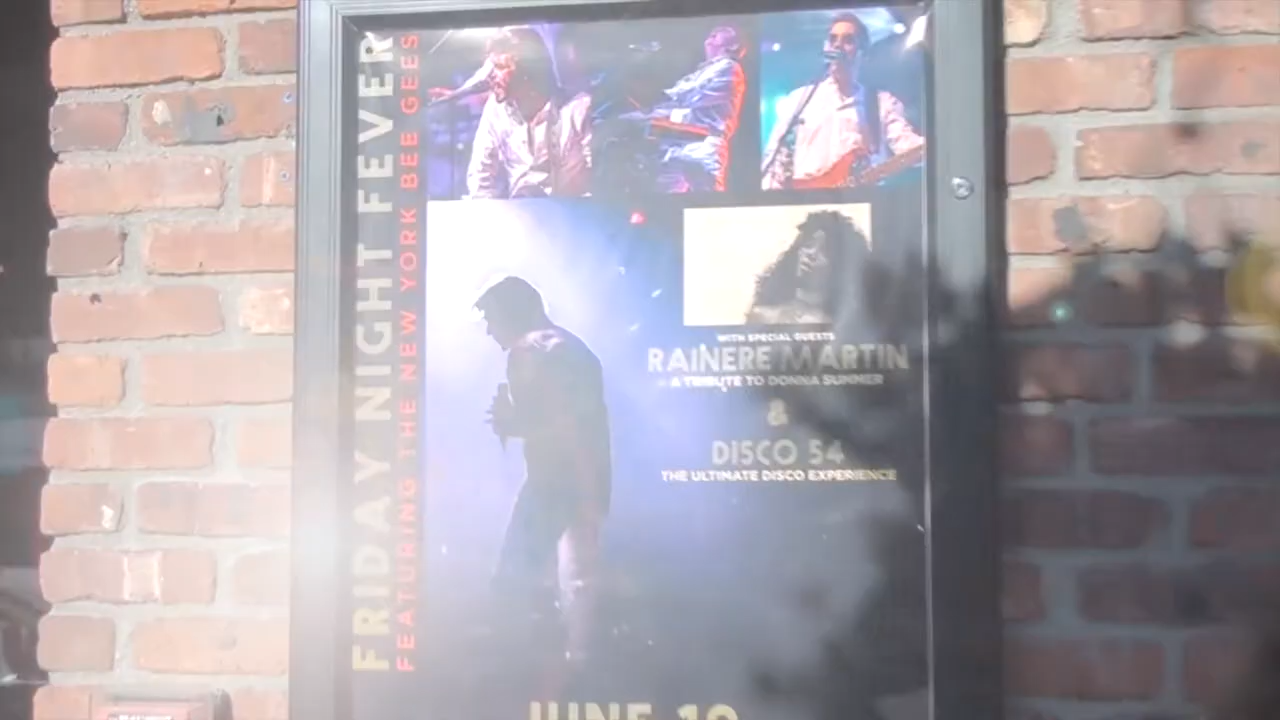 FRIDAY NIGHT FEVER
FEATURING THE NEW YORK BEE GEES
WITH SPECIAL GUESTS
RAINERE MARTIN
A TRIBUTE TO DONNA SUMMER
&
DISCO 54
THE ULTIMATE DISCO EXPERIENCE
JUNE